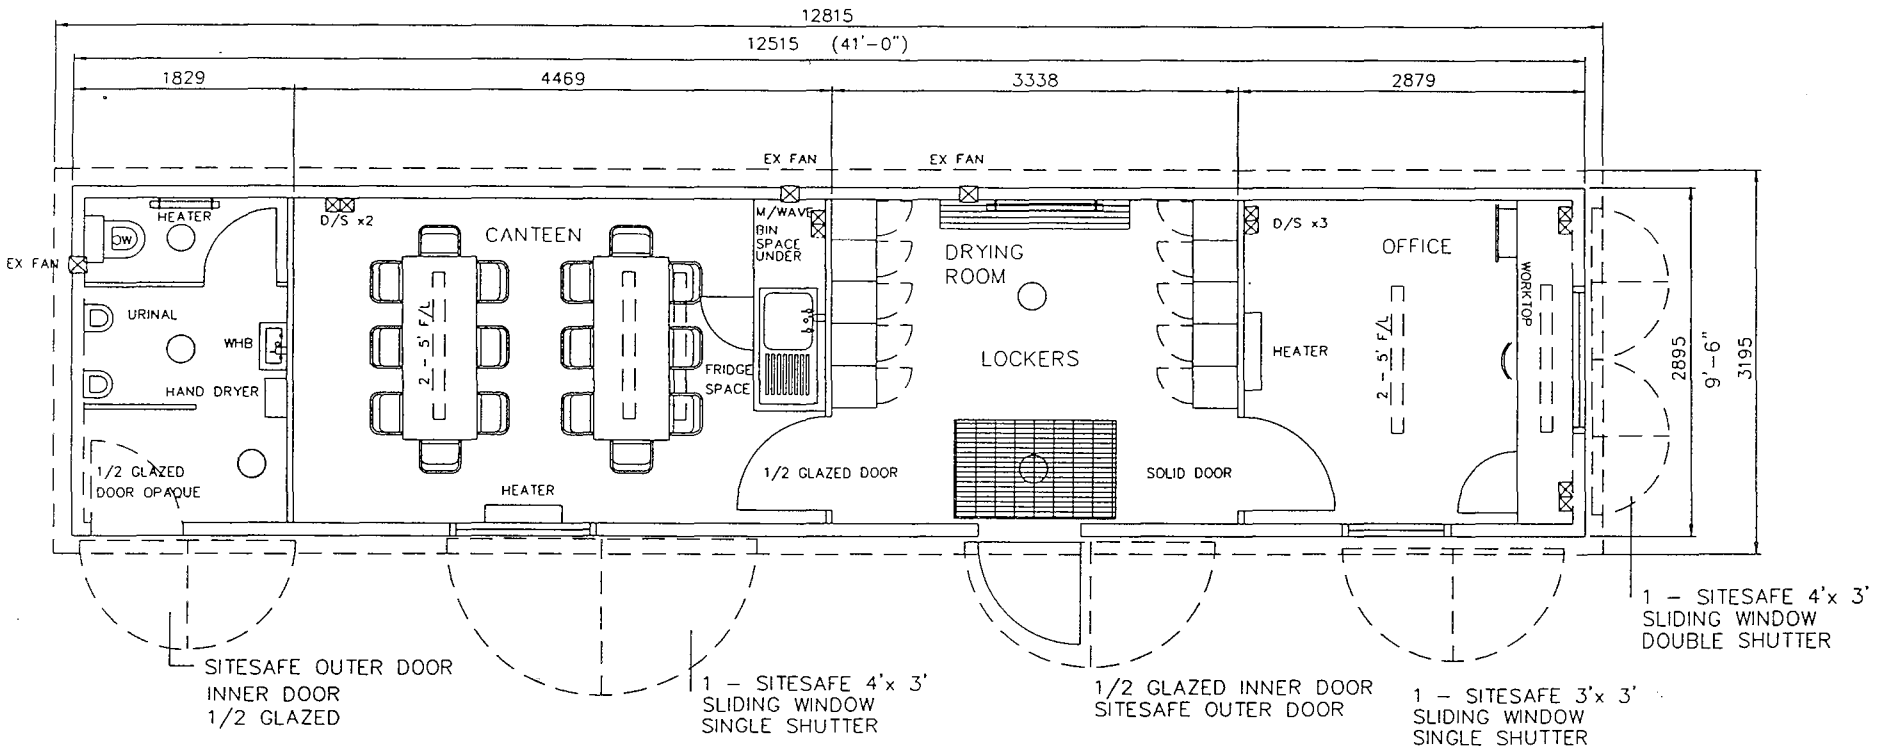 12815
12515 (41'-0")
1829
4469
3338
2879
EX FAN
EX FAN
HEATER
EX FAN
D/S x2
CANTEEN
M/WAVE
BIN
SPACE
UNDER
DRYING
ROOM
D/S x3
OFFICE
WORKTOP
URINAL
WHB
HAND DRYER
2 - 5' F/L
FRIDGE
SPACE
LOCKERS
HEATER
2 - 5' F/L
2895
9'-6"
3195
1/2 GLAZED
DOOR OPAQUE
HEATER
1/2 GLAZED DOOR
SOLID DOOR
SITESAFE OUTER DOOR
INNER DOOR
1/2 GLAZED
1 - SITESAFE 4'x 3'
SLIDING WINDOW
SINGLE SHUTTER
1/2 GLAZED INNER DOOR
SITESAFE OUTER DOOR
1 - SITESAFE 3'x 3'
SLIDING WINDOW
SINGLE SHUTTER
1 - SITESAFE 4'x 3'
SLIDING WINDOW
DOUBLE SHUTTER